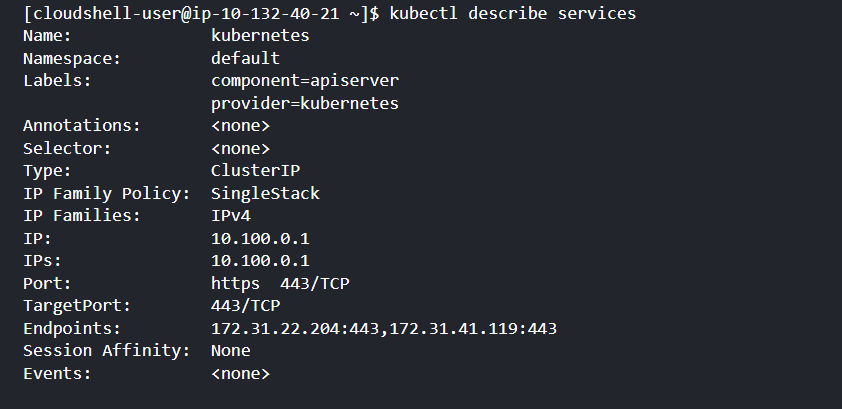 [cloudshell-user@ip-10-132-40-21 ~]$ kubectl describe services
Name:              kubernetes
Namespace:         default
Labels:            component=apiserver
                   provider=kubernetes
Annotations:       <none>
Selector:          <none>
Type:              ClusterIP
IP Family Policy:  SingleStack
IP Families:       IPv4
IP:                10.100.0.1
IPs:               10.100.0.1
Port:              https  443/TCP
TargetPort:        443/TCP
Endpoints:         172.31.22.204:443,172.31.41.119:443
Session Affinity:  None
Events:            <none>